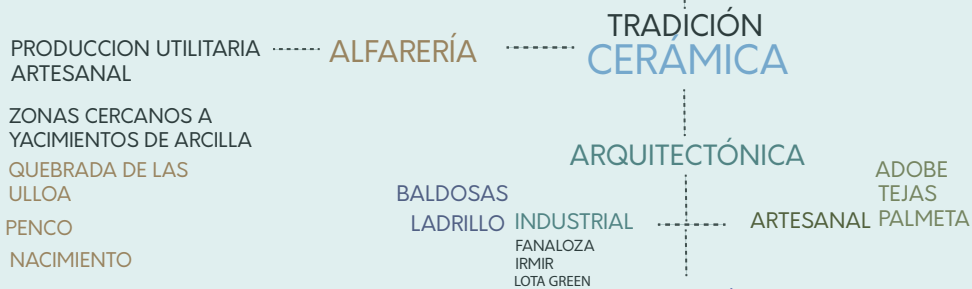 TRADICIÓN
CERÁMICA
ALFARERÍA
PRODUCCION UTILITARIA
ARTESANAL
ZONAS CERCANOS A
YACIMIENTOS DE ARCILLA
QUEBRADA DE LAS
ULLOA
PENCO
NACIMIENTO
ARQUITECTÓNICA
BALDOSAS
LADRILLO
INDUSTRIAL
FANALOZA
IRMIR
LOTA GREEN
ARTESANAL
ADOBE
TEJAS
PALMETA